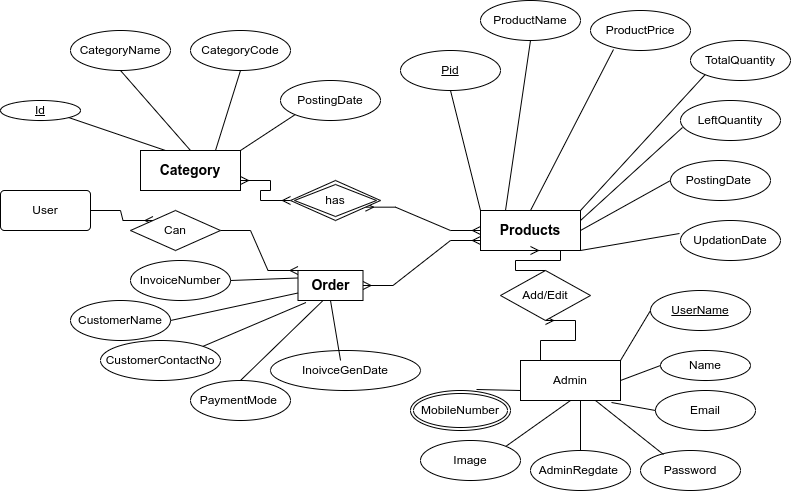 ProductName
ProductPrice
CategoryName
CategoryCode
TotalQuantity
Pid
PostingDate
Id
LeftQuantity
Category
PostingDate
has
User
Can
Products
UpdationDate
InvoiceNumber
Order
Add/Edit
UserName
CustomerName
CustomerContactNo
InoivceGenDate
Name
Admin
PaymentMode
MobileNumber
Email
Image
AdminRegdate
Password